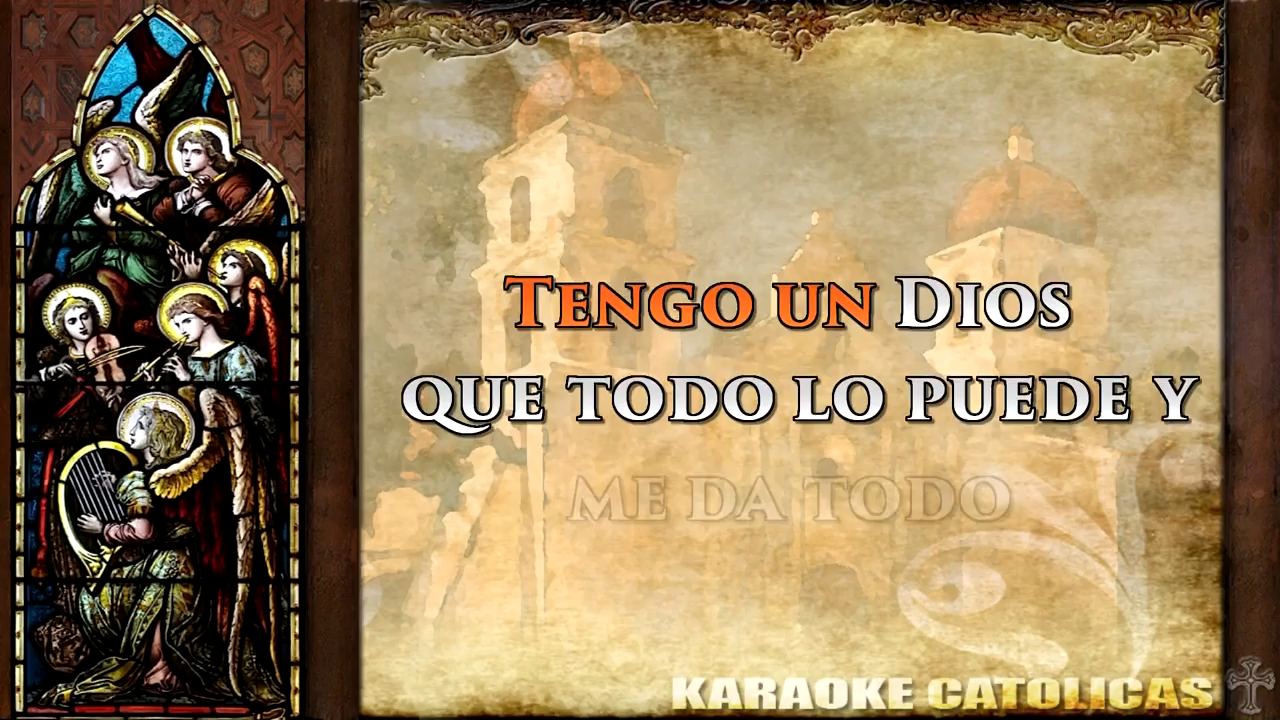 Tengo un Dios
que todo lo puede y
me da todo
KARAOKE CATOLICAS